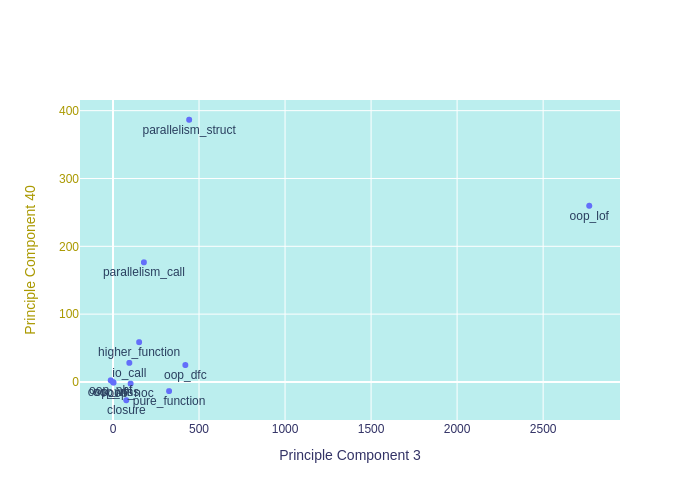 400
parallelism_struct
300
oop_lof
200
parallelism_call
100
higher_function
io_call
oop_dfc
0
pure_function
closure
0
500
1000
1500
2000
2500
Principle Component 3
Principle Component 40